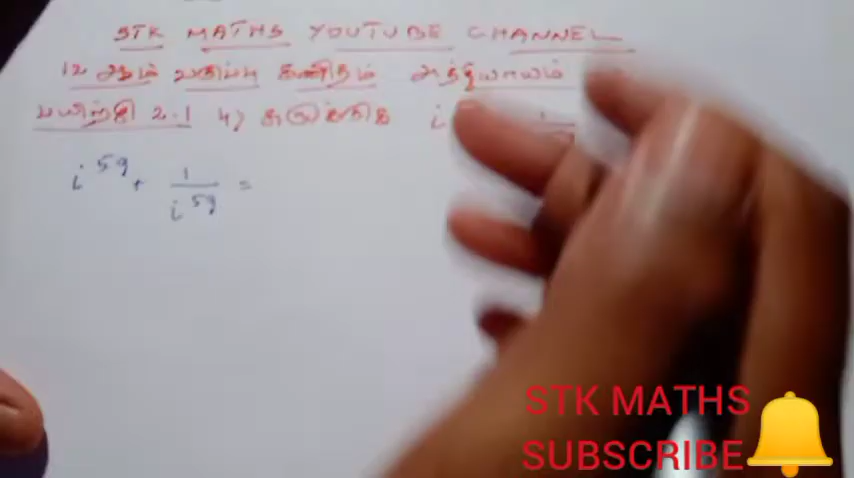 STK MATHS YOUTUBE CHANNEL
12 ஆம் வகுப்பு கணிதம் அத்தியாயம்
பயிற்சி 2.1 4) சுருக்குக i 1
i^59 + 1/i^59 =
STK MATHS
SUBSCRIBE